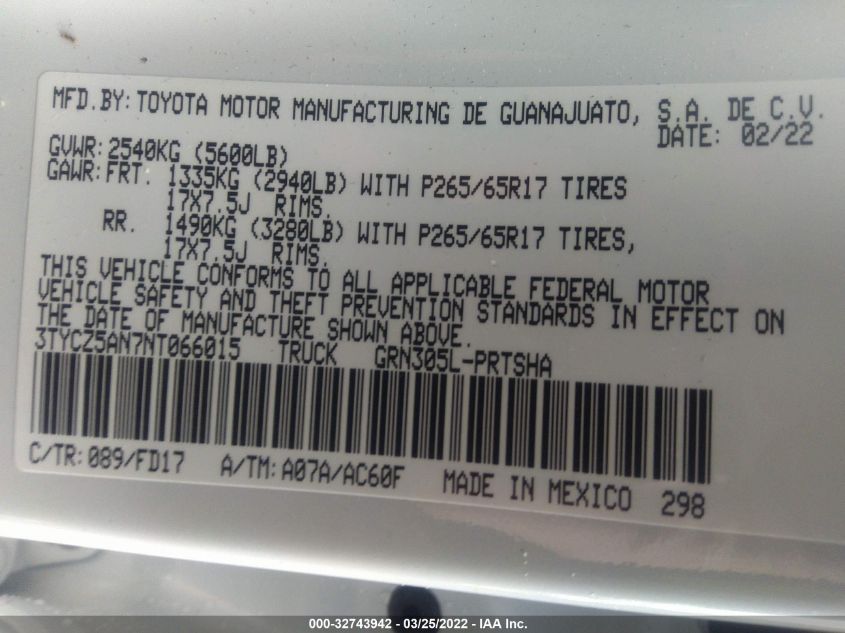 MFD.BY: TOYOTA MOTOR MANUFACTURING DE GUANAJUATO, S.A. DE C.V.
DATE: 02/22
GVWR: 2540KG (5600LB)
GAWR: FRT. 1335KG (2940LB) WITH P265/65R17 TIRES
17X7.5J RIMS.
RR. 1490KG (3280LB) WITH P265/65R17 TIRES,
17X7.5J RIMS.
THIS VEHICLE CONFORMS TO ALL APPLICABLE FEDERAL MOTOR
VEHICLE SAFETY AND THEFT PREVENTION STANDARDS IN EFFECT ON
THE DATE OF MANUFACTURE SHOWN ABOVE.
3TYCZ5AN7NT066015 TRUCK GRN305L-PRTSHA
C/TR: 089/FD17 A/TM: A07A/AC60F MADE IN MEXICO 298
000-32743942 - 03/25/2022 - IAA Inc.